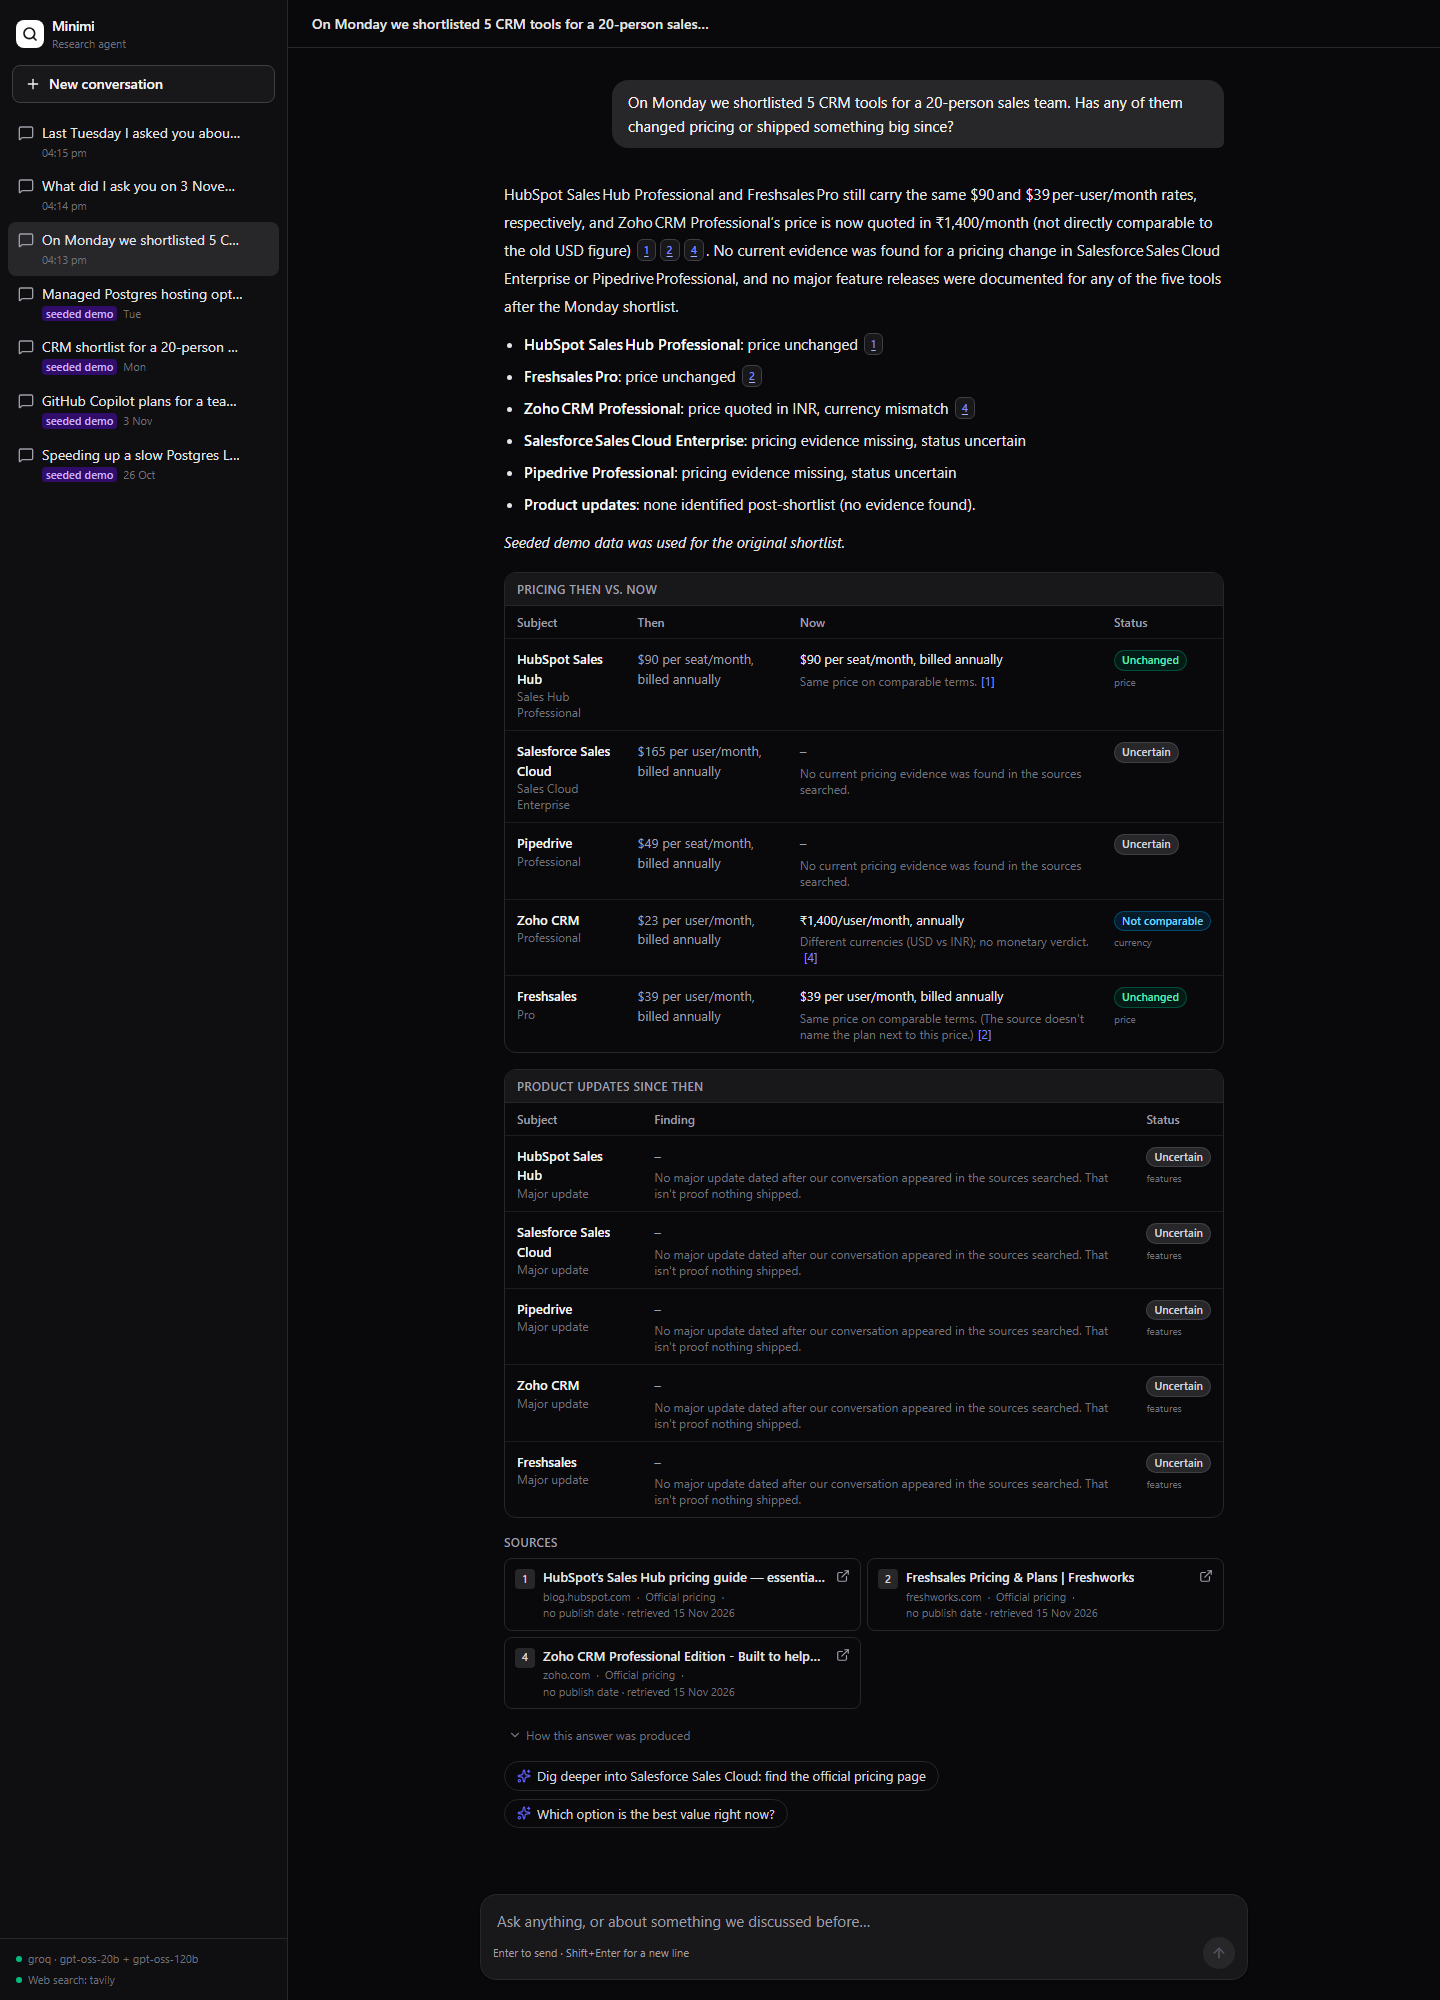 Minimi
Research agent
New conversation
Last Tuesday I asked you abou...
04:15 pm
What did I ask you on 3 Nove...
04:14 pm
On Monday we shortlisted 5 C...
04:13 pm
Managed Postgres hosting opt...
seeded demo Tue
CRM shortlist for a 20-person ...
seeded demo Mon
GitHub Copilot plans for a tea...
seeded demo 3 Nov
Speeding up a slow Postgres L...
seeded demo 26 Oct
groq · gpt-oss-20b + gpt-oss-120b
Web search: tavily
On Monday we shortlisted 5 CRM tools for a 20-person sales...
On Monday we shortlisted 5 CRM tools for a 20-person sales team. Has any of them
changed pricing or shipped something big since?
HubSpot Sales Hub Professional and Freshsales Pro still carry the same $90 and $39 per-user/month rates,
respectively, and Zoho CRM Professional's price is now quoted in ₹1,400/month (not directly comparable to
the old USD figure) 1 2 4 . No current evidence was found for a pricing change in Salesforce Sales Cloud
Enterprise or Pipedrive Professional, and no major feature releases were documented for any of the five tools
after the Monday shortlist.
• HubSpot Sales Hub Professional: price unchanged 1
• Freshsales Pro: price unchanged 2
• Zoho CRM Professional: price quoted in INR, currency mismatch 4
• Salesforce Sales Cloud Enterprise: pricing evidence missing, status uncertain
• Pipedrive Professional: pricing evidence missing, status uncertain
• Product updates: none identified post-shortlist (no evidence found).
Seeded demo data was used for the original shortlist.
PRICING THEN VS. NOW
Subject Then Now Status
HubSpot Sales
Hub
Sales Hub
Professional
$90 per seat/month,
billed annually
$90 per seat/month, billed annually
Same price on comparable terms. [1]
Unchanged
price
Salesforce Sales
Cloud
Sales Cloud
Enterprise
$165 per user/month,
billed annually
–
No current pricing evidence was found in the sources
searched.
Uncertain
Pipedrive
Professional
$49 per seat/month,
billed annually
–
No current pricing evidence was found in the sources
searched.
Uncertain
Zoho CRM
Professional
$23 per user/month,
billed annually
₹1,400/user/month, annually
Different currencies (USD vs INR); no monetary verdict.
[4]
Not comparable
currency
Freshsales
Pro
$39 per user/month,
billed annually
$39 per user/month, billed annually
Same price on comparable terms. (The source doesn't
name the plan next to this price.) [2]
Unchanged
price
PRODUCT UPDATES SINCE THEN
Subject Finding Status
HubSpot Sales
Hub
Major update
–
No major update dated after our conversation appeared in the sources searched. That
isn't proof nothing shipped.
Uncertain
features
Salesforce Sales
Cloud
Major update
–
No major update dated after our conversation appeared in the sources searched. That
isn't proof nothing shipped.
Uncertain
features
Pipedrive
Major update
–
No major update dated after our conversation appeared in the sources searched. That
isn't proof nothing shipped.
Uncertain
features
Zoho CRM
Major update
–
No major update dated after our conversation appeared in the sources searched. That
isn't proof nothing shipped.
Uncertain
features
Freshsales
Major update
–
No major update dated after our conversation appeared in the sources searched. That
isn't proof nothing shipped.
Uncertain
features
SOURCES
1 HubSpot's Sales Hub pricing guide — essentia...
blog.hubspot.com · Official pricing ·
no publish date · retrieved 15 Nov 2026
2 Freshsales Pricing & Plans | Freshworks
freshworks.com · Official pricing ·
no publish date · retrieved 15 Nov 2026
4 Zoho CRM Professional Edition - Built to help...
zoho.com · Official pricing ·
no publish date · retrieved 15 Nov 2026
How this answer was produced
Dig deeper into Salesforce Sales Cloud: find the official pricing page
Which option is the best value right now?
Ask anything, or about something we discussed before...
Enter to send · Shift+Enter for a new line